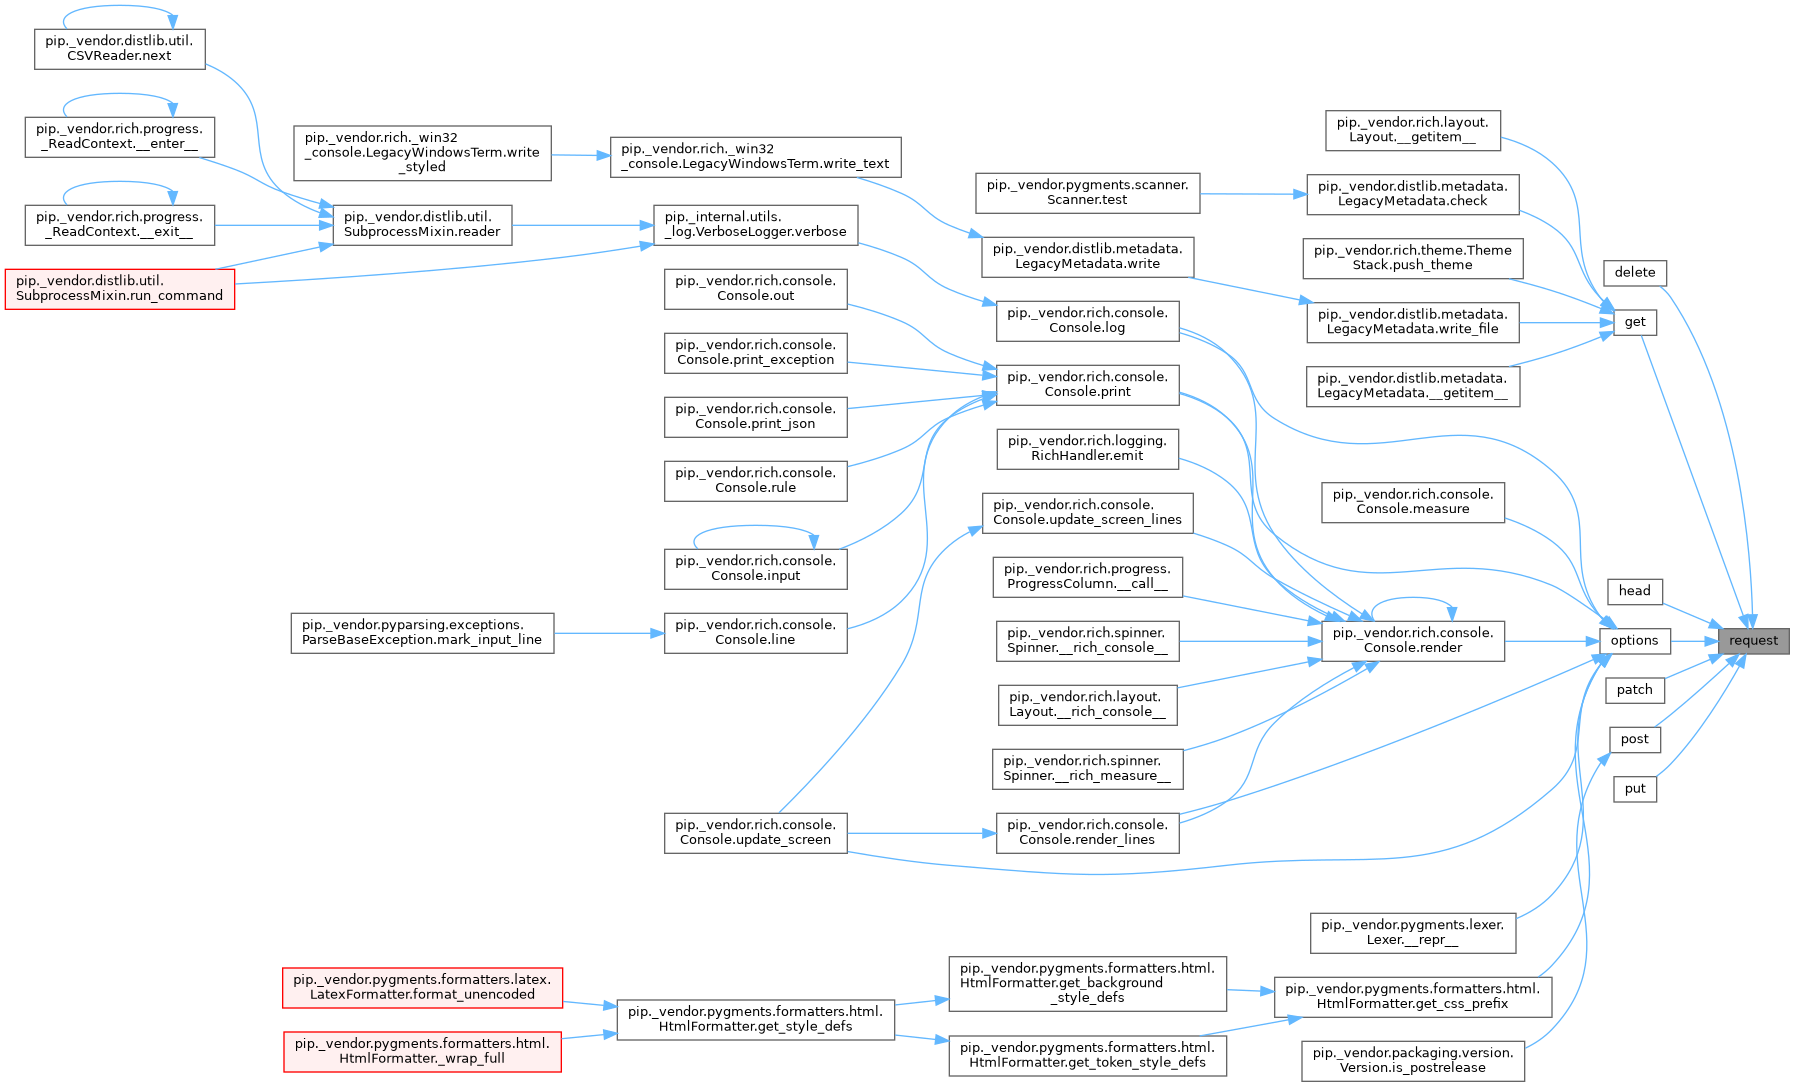 pip._vendor.distlib.util.
CSVReader.next
pip._vendor.rich.progress.
_ReadContext.__enter__
pip._vendor.rich.progress.
_ReadContext.__exit__
pip._vendor.distlib.util.
SubprocessMixin.run_command
pip._vendor.rich._win32
_console.LegacyWindowsTerm.write
_styled
pip._vendor.distlib.util.
SubprocessMixin.reader
pip._vendor.pyparsing.exceptions.
ParseBaseException.mark_input_line
pip._vendor.pygments.formatters.latex.
LatexFormatter.format_unencoded
pip._vendor.pygments.formatters.html.
HtmlFormatter._wrap_full
pip._vendor.rich._win32
_console.LegacyWindowsTerm.write_text
pip._internal.utils.
_log.VerboseLogger.verbose
pip._vendor.rich.console.
Console.out
pip._vendor.rich.console.
Console.print_exception
pip._vendor.rich.console.
Console.print_json
pip._vendor.rich.console.
Console.rule
pip._vendor.rich.console.
Console.input
pip._vendor.rich.console.
Console.line
pip._vendor.rich.console.
Console.update_screen
pip._vendor.pygments.formatters.html.
HtmlFormatter.get_style_defs
pip._vendor.pygments.scanner.
Scanner.test
pip._vendor.distlib.metadata.
LegacyMetadata.write
pip._vendor.rich.console.
Console.log
pip._vendor.rich.console.
Console.print
pip._vendor.rich.logging.
RichHandler.emit
pip._vendor.rich.console.
Console.update_screen_lines
pip._vendor.rich.progress.
ProgressColumn.__call__
pip._vendor.rich.spinner.
Spinner.__rich_console__
pip._vendor.rich.layout.
Layout.__rich_console__
pip._vendor.rich.spinner.
Spinner.__rich_measure__
pip._vendor.rich.console.
Console.render_lines
pip._vendor.pygments.formatters.html.
HtmlFormatter.get_background
_style_defs
pip._vendor.pygments.formatters.html.
HtmlFormatter.get_token_style_defs
pip._vendor.rich.layout.
Layout.__getitem__
pip._vendor.distlib.metadata.
LegacyMetadata.check
pip._vendor.rich.theme.Theme
Stack.push_theme
pip._vendor.distlib.metadata.
LegacyMetadata.write_file
pip._vendor.distlib.metadata.
LegacyMetadata.__getitem__
pip._vendor.rich.console.
Console.measure
pip._vendor.rich.console.
Console.render
pip._vendor.pygments.lexer.
Lexer.__repr__
pip._vendor.pygments.formatters.html.
HtmlFormatter.get_css_prefix
pip._vendor.packaging.version.
Version.is_postrelease
delete
get
head
options
patch
post
put
request